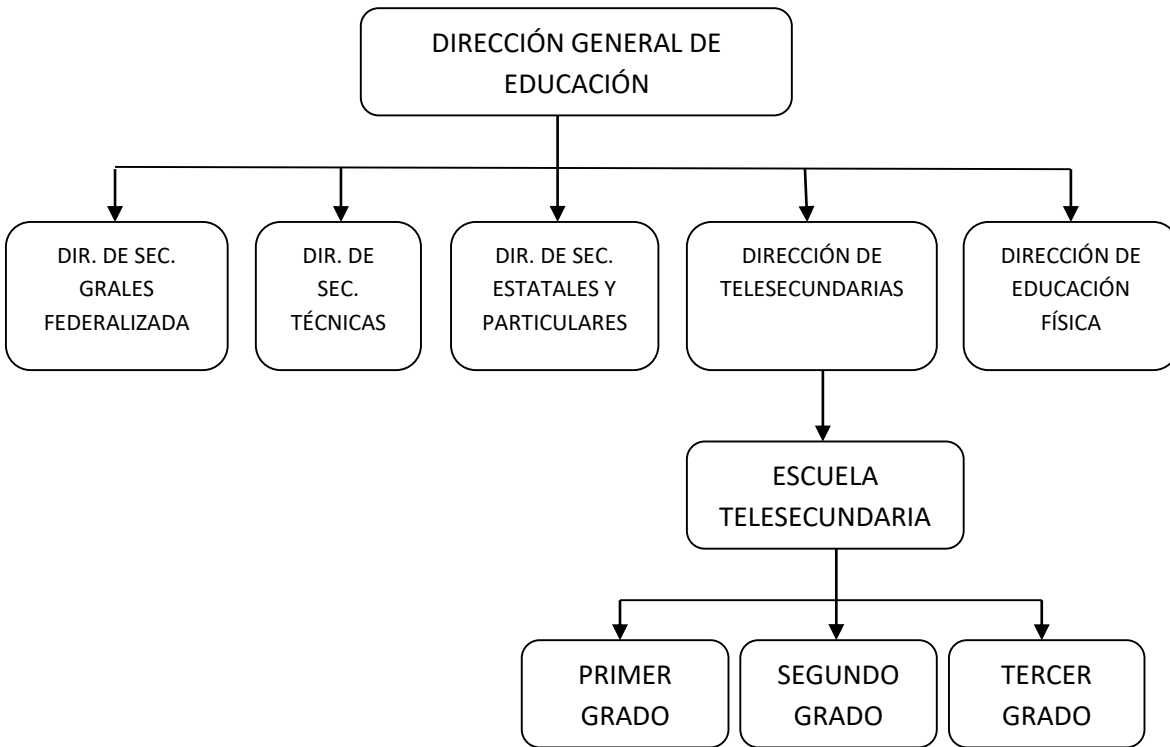 DIRECCIÓN GENERAL DE
EDUCACIÓN
DIR. DE SEC.
GRALES
FEDERALIZADA
DIR. DE
SEC.
TÉCNICAS
DIR. DE SEC.
ESTATALES Y
PARTICULARES
DIRECCIÓN DE
TELESECUNDARIAS
DIRECCIÓN DE
EDUCACIÓN
FÍSICA
ESCUELA
TELESECUNDARIA
PRIMER
GRADO
SEGUNDO
GRADO
TERCER
GRADO